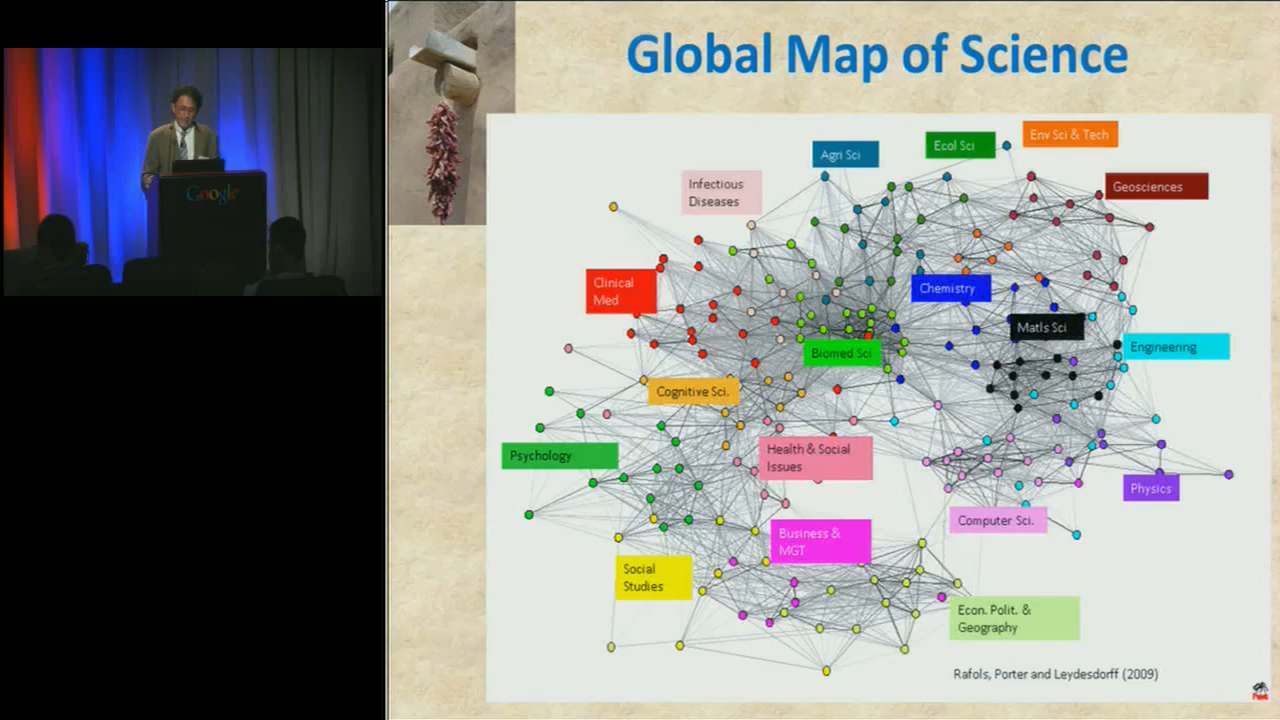 Global Map of Science
Google
Env Sci & Tech
Ecol Sci
Agri Sci
Infectious
Diseases
Geosciences
Clinical
Med
Chemistry
Matls Sci
Engineering
Biomed Sci
Cognitive Sci.
Psychology
Health & Social
Issues
Physics
Computer Sci.
Business &
MGT
Social
Studies
Econ. Polit. &
Geography
Rafols, Porter and Leydesdorff (2009)